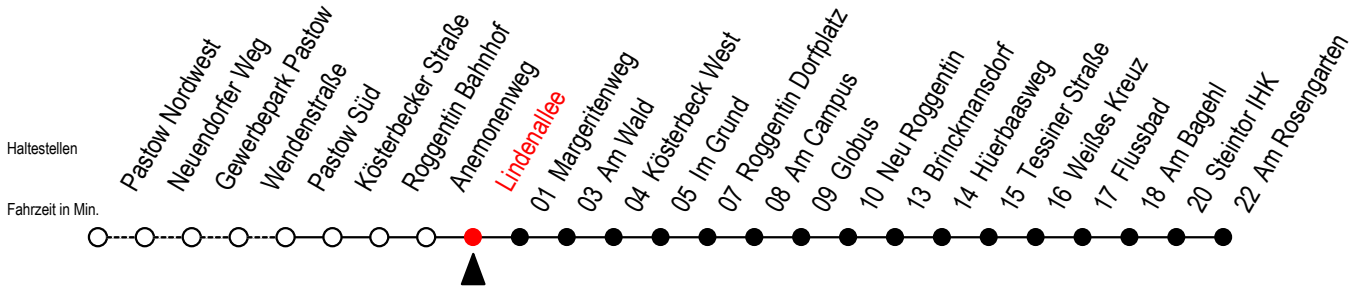 Haltestellen
Fahrzeit in Min.
Pastow Nordwest
Neuendorfer Weg
Gewerbepark Pastow
Wendenstraße
Pastow Süd
Kösterbecker Straße
Roggentin Bahnhof
Anemonenweg
Lindenallee
01 Margeritenweg
03 Am Wald
04 Kösterbeck West
05 Im Grund
07 Roggentin Dorfplatz
08 Am Campus
09 Globus
10 Neu Roggentin
13 Brinckmansdorf
14 Hüerbaasweg
15 Tessiner Straße
16 Weißes Kreuz
17 Flussbad
18 Am Bagehl
20 Steintor IHK
22 Am Rosengarten